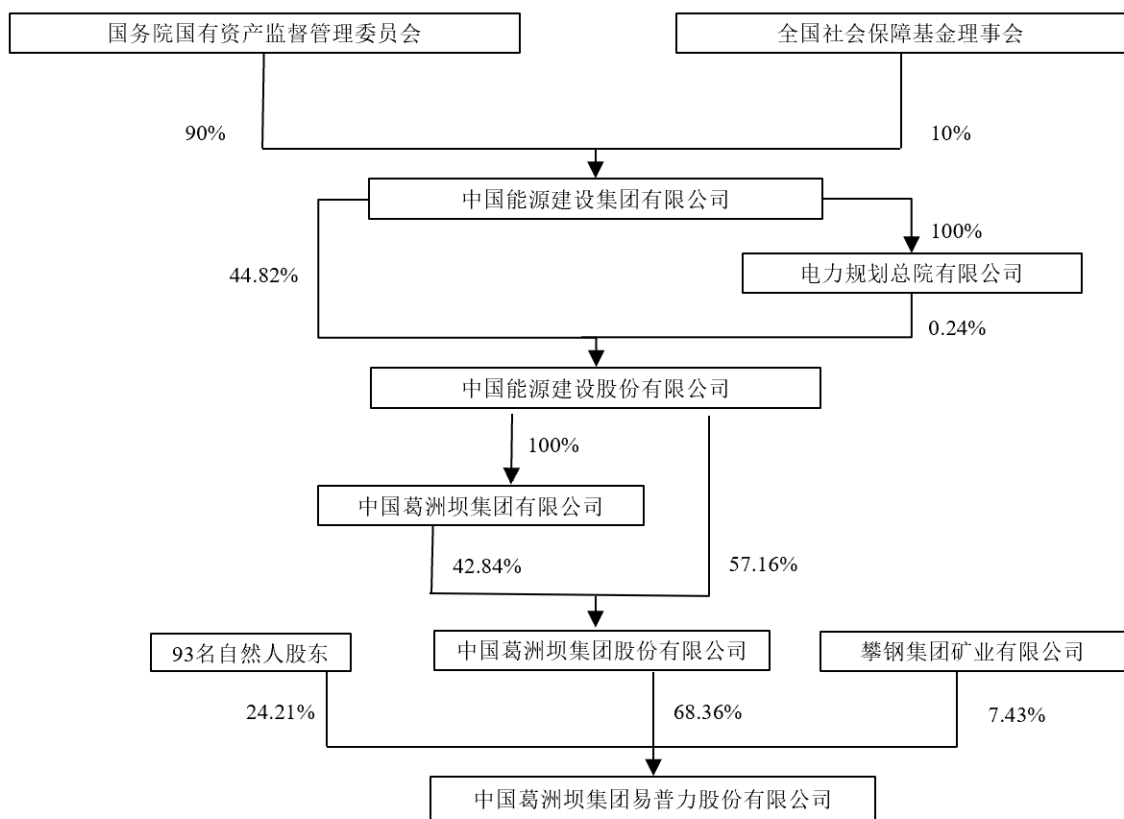 国务院国有资产监督管理委员会
全国社会保障基金理事会
90%
10%
中国能源建设集团有限公司
100%
44.82%
电力规划总院有限公司
0.24%
中国能源建设股份有限公司
100%
中国葛洲坝集团有限公司
42.84%
57.16%
93名自然人股东
中国葛洲坝集团股份有限公司
攀钢集团矿业有限公司
24.21%
68.36%
7.43%
中国葛洲坝集团易普力股份有限公司